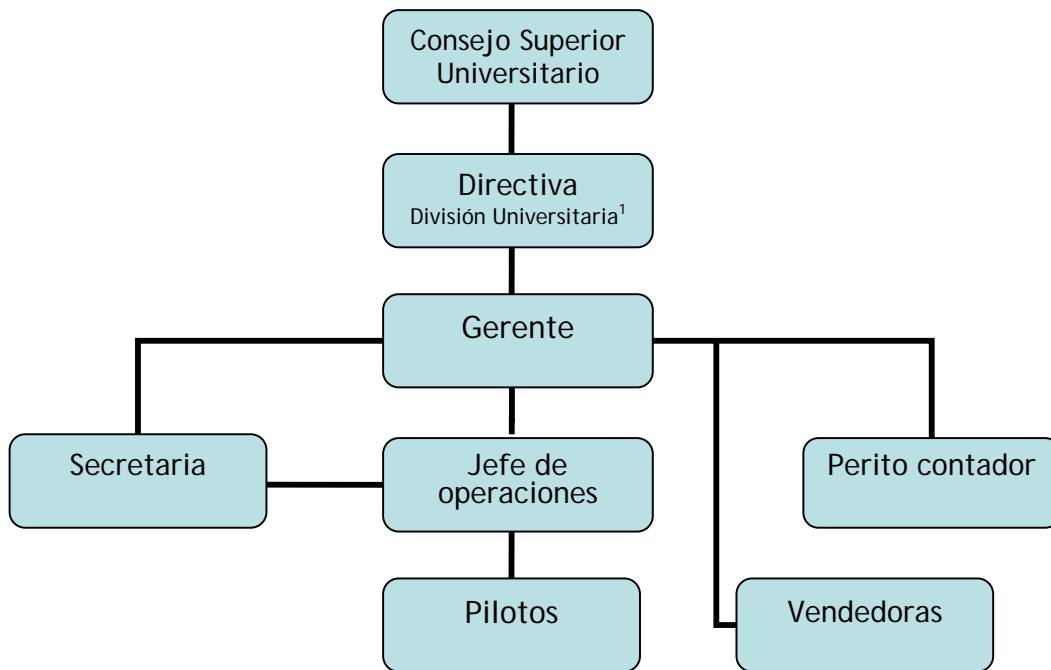 Consejo Superior
Universitario
Directiva
División Universitaria¹
Gerente
Secretaria
Jefe de
operaciones
Perito contador
Pilotos
Vendedoras